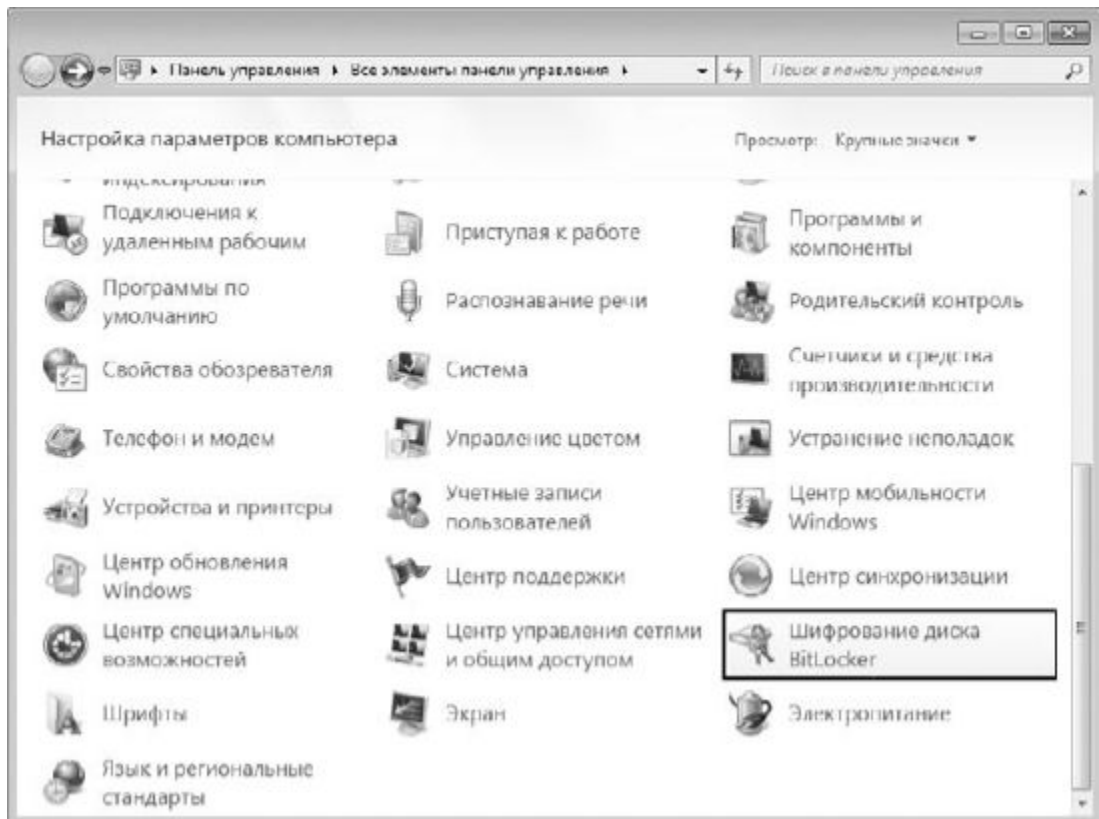 Панель управления ▸ Все элементы панели управления ▸
Поиск в панели управления
Настройка параметров компьютера
Просмотр: Крупные значки
индексирования
Подключения к
удаленным рабочим
Приступая к работе
Программы и
компоненты
Программы по
умолчанию
Распознавание речи
Родительский контроль
Свойства обозревателя
Система
Счетчики и средства
производительности
Телефон и модем
Управление цветом
Устранение неполадок
Устройства и принтеры
Учетные записи
пользователей
Центр мобильности
Windows
Центр обновления
Windows
Центр поддержки
Центр синхронизации
Центр специальных
возможностей
Центр управления сетями
и общим доступом
Шифрование диска
BitLocker
Шрифты
Экран
Электропитание
Язык и региональные
стандарты